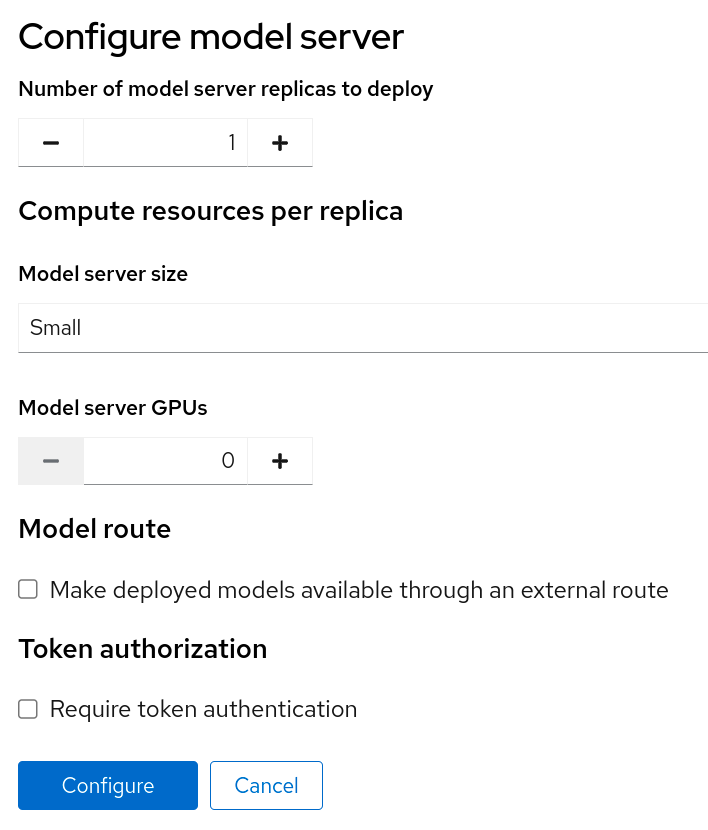 Configure model server
Number of model server replicas to deploy
1
Compute resources per replica
Model server size
Small
Model server GPUs
0
Model route
Make deployed models available through an external route
Token authorization
Require token authentication
Configure Cancel